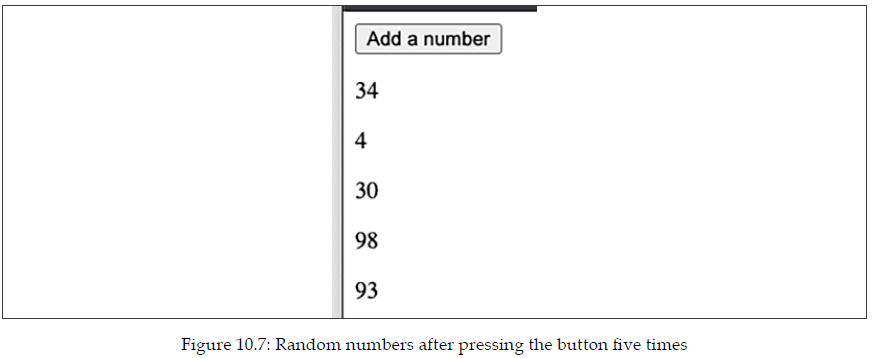 Add a number
34
4
30
98
93
Figure 10.7: Random numbers after pressing the button five times